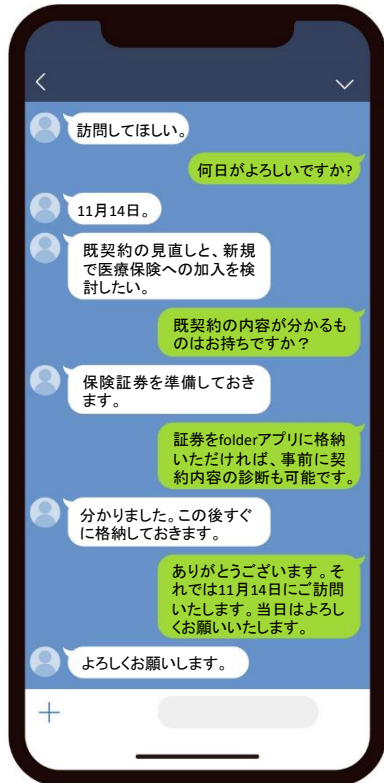 訪問してほしい。
何日がよろしいですか?
11月14日。
既契約の見直しと、新規
で医療保険への加入を検
討したい。
既契約の内容が分かるも
のはお持ちですか？
保険証券を準備しておき
ます。
証券をfolderアプリに格納
いただければ、事前に契
約内容の診断も可能です。
分かりました。この後すぐ
に格納しておきます。
ありがとうございます。そ
れでは11月14日にご訪問
いたします。当日はよろし
くお願いいたします。
よろしくお願いします。